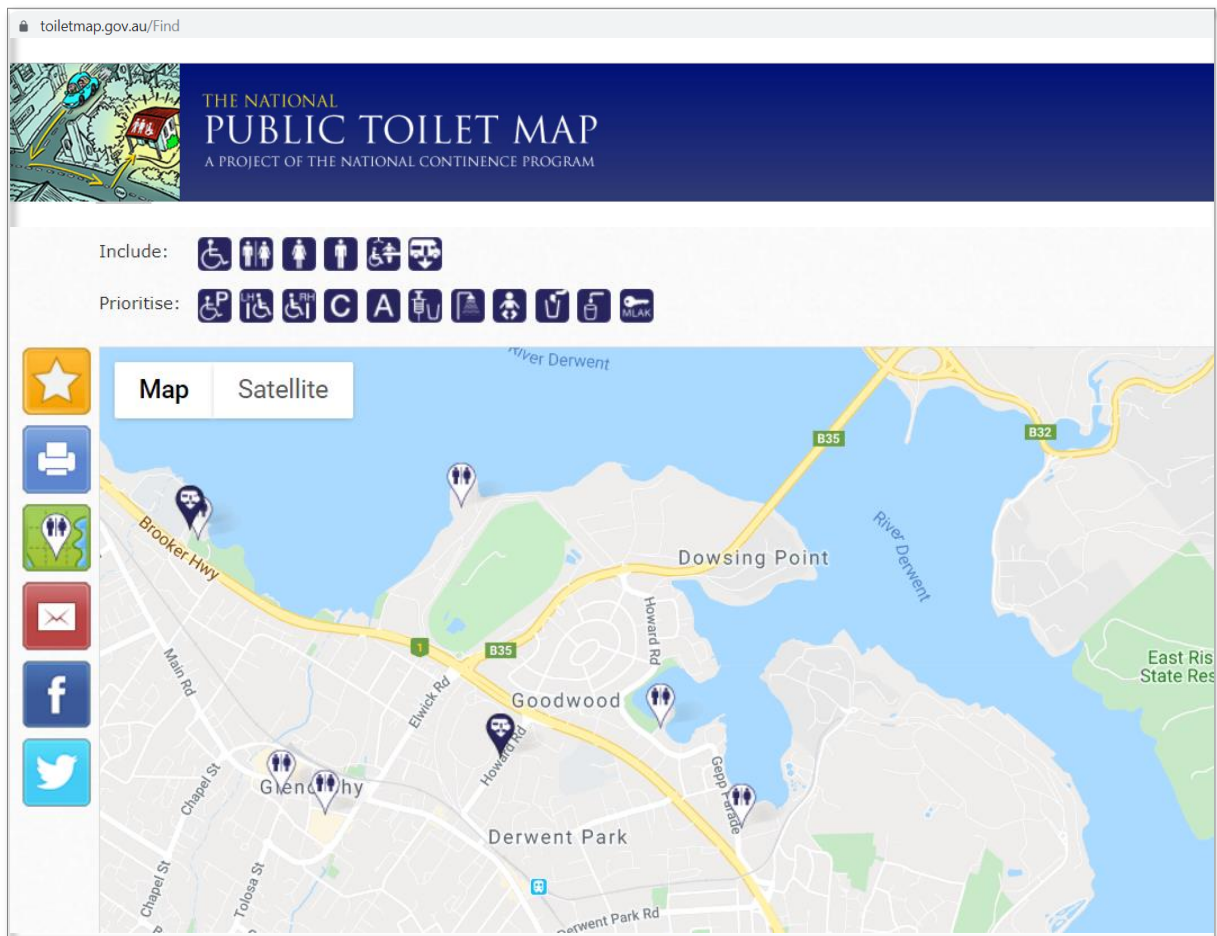 toiletmap.gov.au/Find
THE NATIONAL
PUBLIC TOILET MAP
A PROJECT OF THE NATIONAL CONTINENCE PROGRAM
Include:
Prioritise:
P LH RH C A MLAK
Map Satellite
River Derwent
B35
B32
Brooker Hwy
River Derwent
Dowsing Point
Howard Rd
1
B35
East Ris
State Res
Main Rd
Elwick Rd
Goodwood
Howard Rd
Chapel St
Gepp Parade
Derwent Park
Chapel St
Tolosa St
Derwent Park Rd